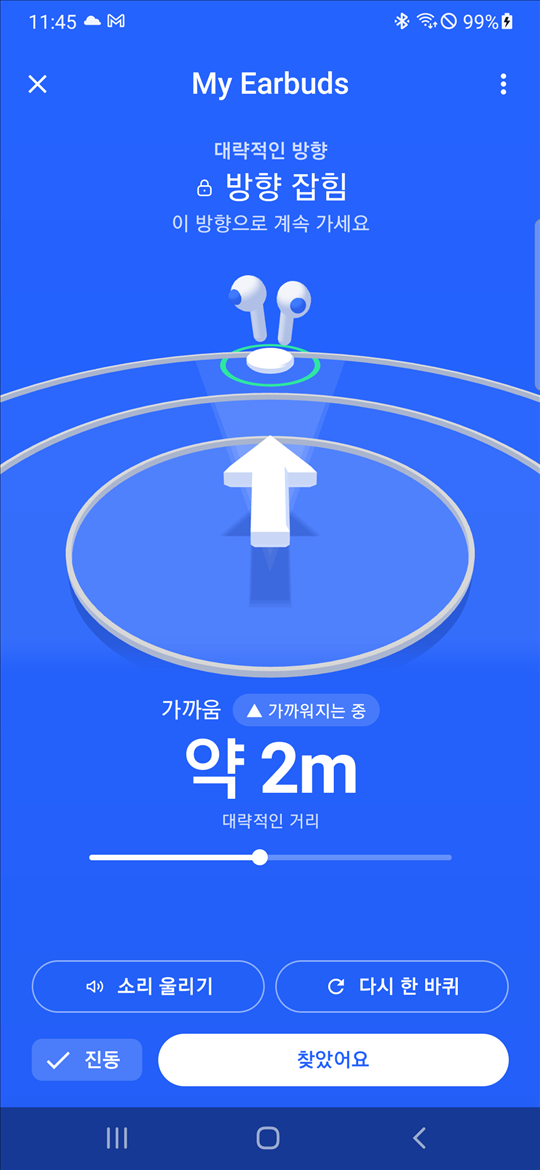 11:45 99%
My Earbuds
대략적인 방향
방향 잡힘
이 방향으로 계속 가세요
가까움 ▲ 가까워지는 중
약 2m
대략적인 거리
소리 울리기 다시 한 바퀴
진동 찾았어요